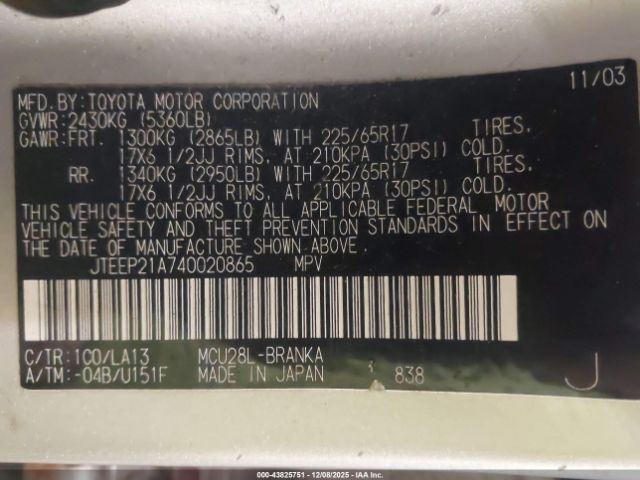 11/03
MFD. BY: TOYOTA MOTOR CORPORATION
GVWR: 2430KG (5360LB)
GAWR: FRT. 1300KG (2865LB) WITH 225/65R17 TIRES,
17X6 1/2JJ RIMS, AT 210KPA (30PSI) COLD.
RR. 1340KG (2950LB) WITH 225/65R17 TIRES,
17X6 1/2JJ RIMS, AT 210KPA (30PSI) COLD.
THIS VEHICLE CONFORMS TO ALL APPLICABLE FEDERAL MOTOR
VEHICLE SAFETY AND THEFT PREVENTION STANDARDS IN EFFECT ON
THE DATE OF MANUFACTURE SHOWN ABOVE.
JTEEP21A740020865 MPV
C/TR: 1C0/LA13 MCU28L-BRANKA
A/TM: -04B/U151F MADE IN JAPAN 838 J
000-43825751 - 12/08/2025 - IAA Inc.